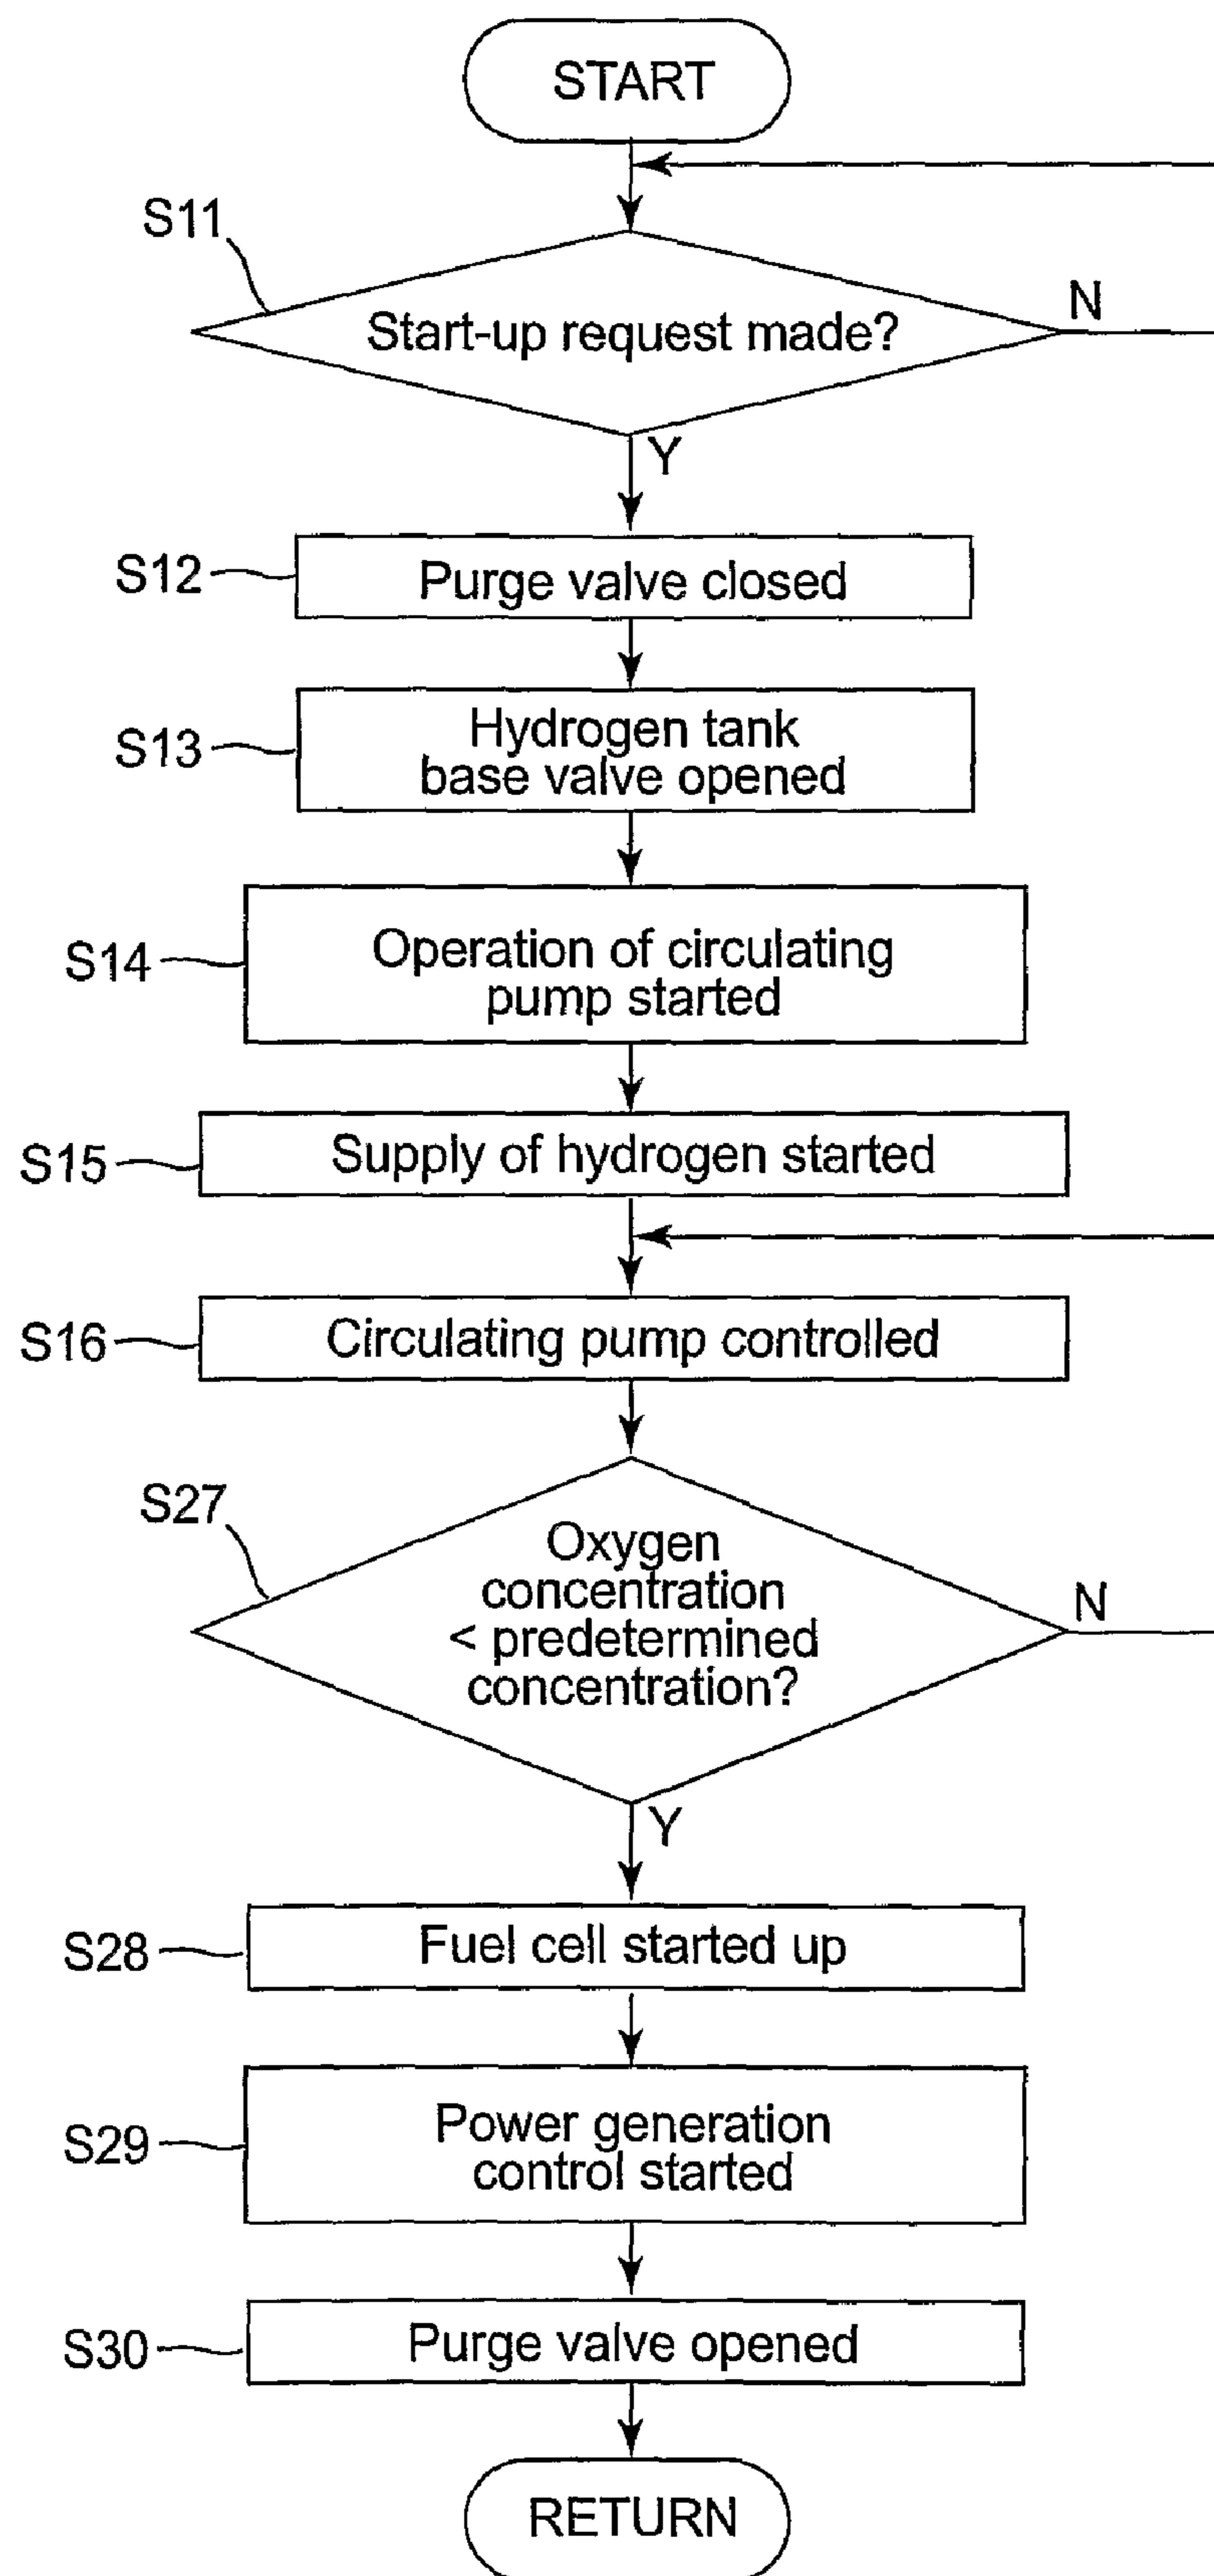 START
S11
Start-up request made?
N
Y
S12
Purge valve closed
S13
Hydrogen tank
base valve opened
S14
Operation of circulating
pump started
S15
Supply of hydrogen started
S16
Circulating pump controlled
S27
Oxygen
concentration
< predetermined
concentration?
N
Y
S28
Fuel cell started up
S29
Power generation
control started
S30
Purge valve opened
RETURN